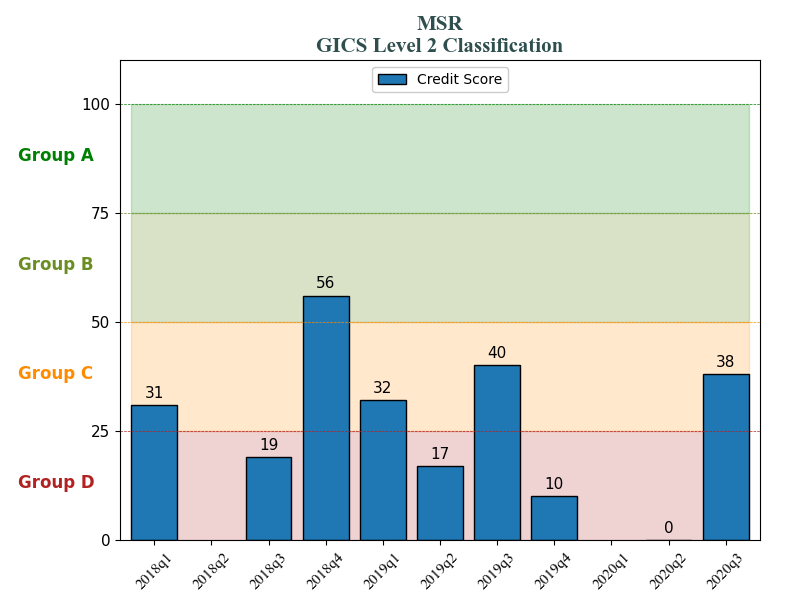 MSR
GICS Level 2 Classification
Credit Score
100
Group A
75
Group B
56
50
40
38
Group C
32
31
25
19
17
Group D
10
0
0
2018q1 2018q2 2018q3 2018q4 2019q1 2019q2 2019q3 2019q4 2020q1 2020q2 2020q3